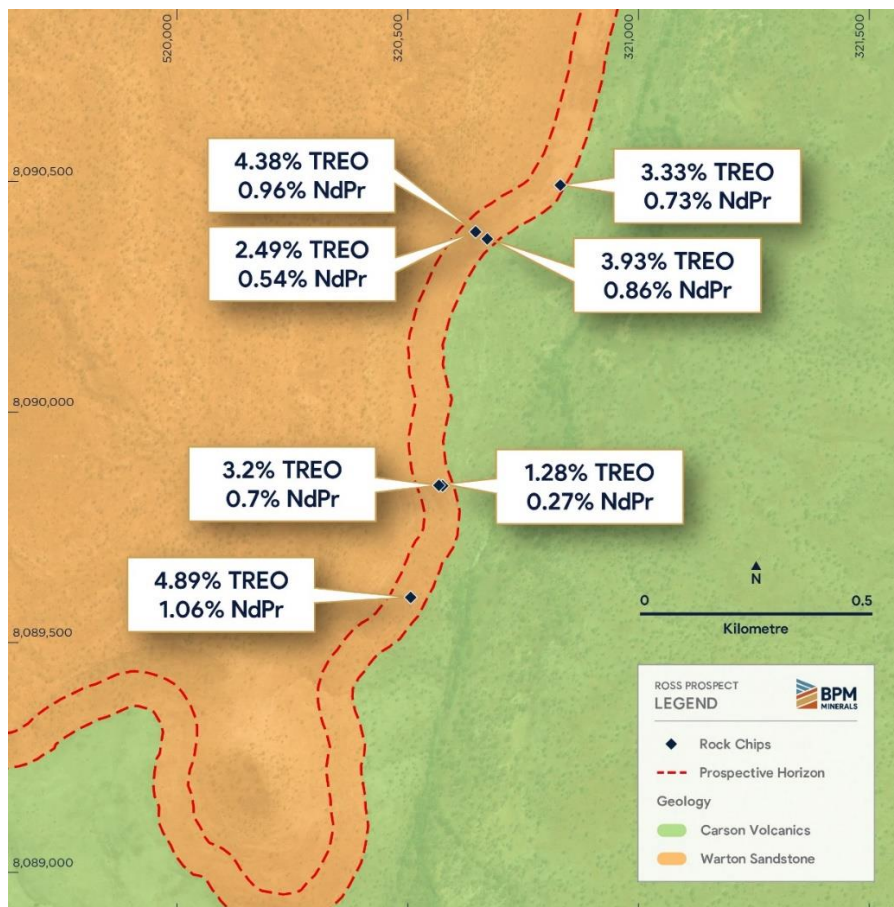 520,000
320,500
321,000
321,500
8,090,500
8,090,000
8,089,500
8,089,000
4.38% TREO
0.96% NdPr
2.49% TREO
0.54% NdPr
3.33% TREO
0.73% NdPr
3.93% TREO
0.86% NdPr
3.2% TREO
0.7% NdPr
1.28% TREO
0.27% NdPr
4.89% TREO
1.06% NdPr
N
0 0.5
Kilometre
ROSS PROSPECT
LEGEND
BPM
MINERALS
Rock Chips
Prospective Horizon
Geology
Carson Volcanics
Warton Sandstone